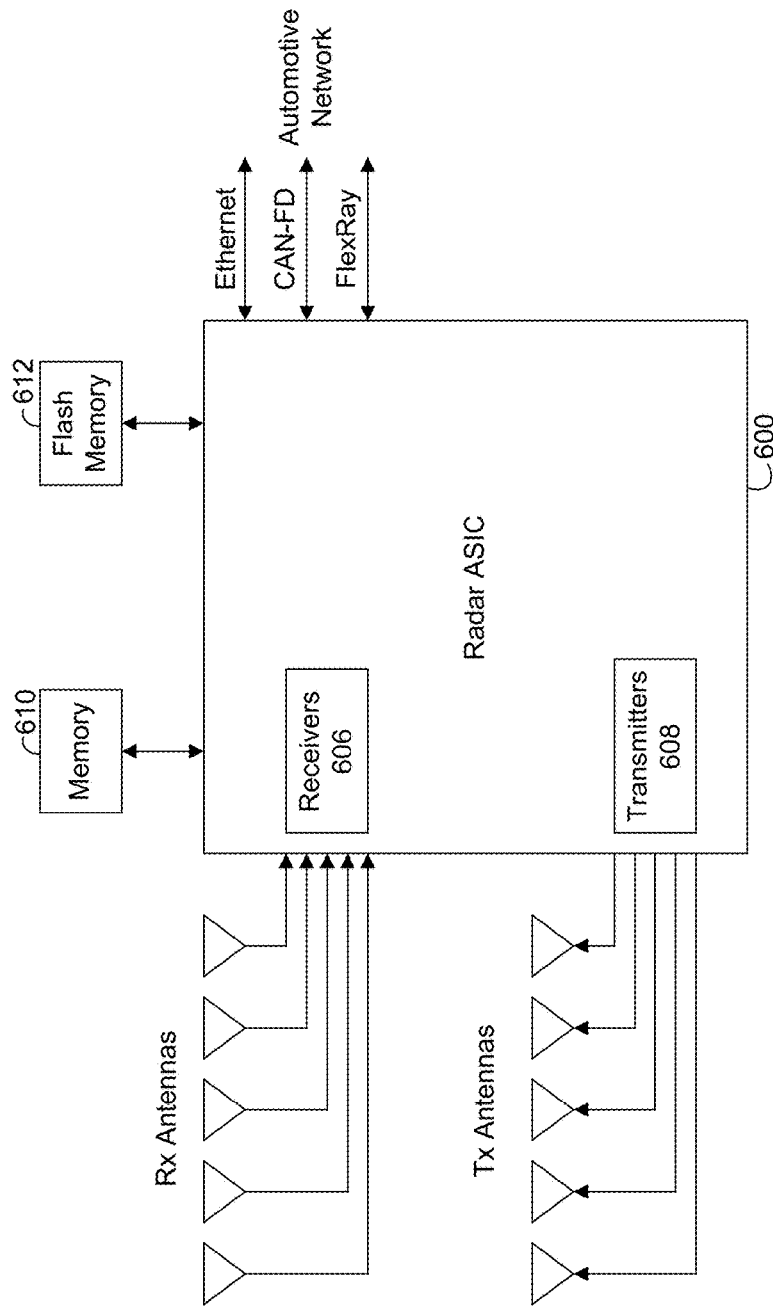 610
Memory
612
Flash
Memory
Rx Antennas
Receivers
606
Ethernet
CAN-FD
FlexRay
Automotive
Network
Radar ASIC
Tx Antennas
Transmitters
608
600